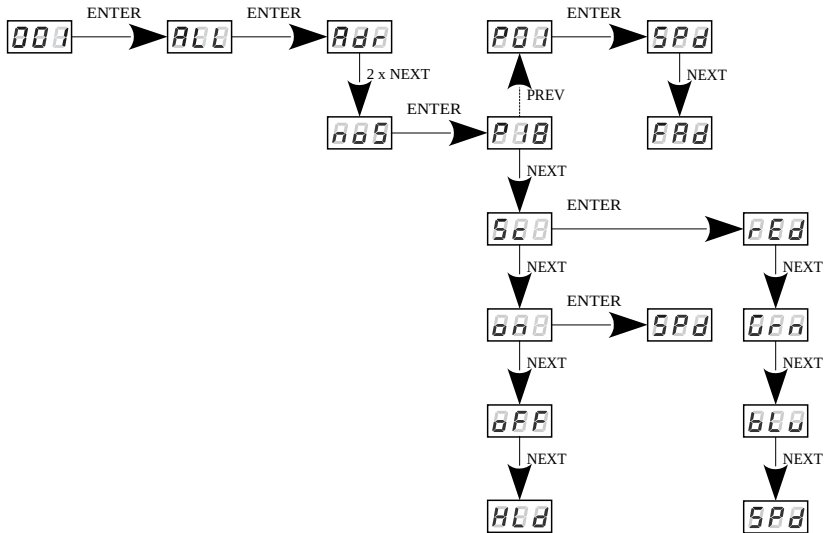 ENTER ENTER
001 ALL Adr
2 x NEXT
noS
ENTER
P01 ENTER SPd
PREV NEXT
P18 FAd
NEXT
Sc ENTER rEd
NEXT NEXT
on ENTER SPd Grn
NEXT NEXT
oFF bLu
NEXT NEXT
HLd SPd